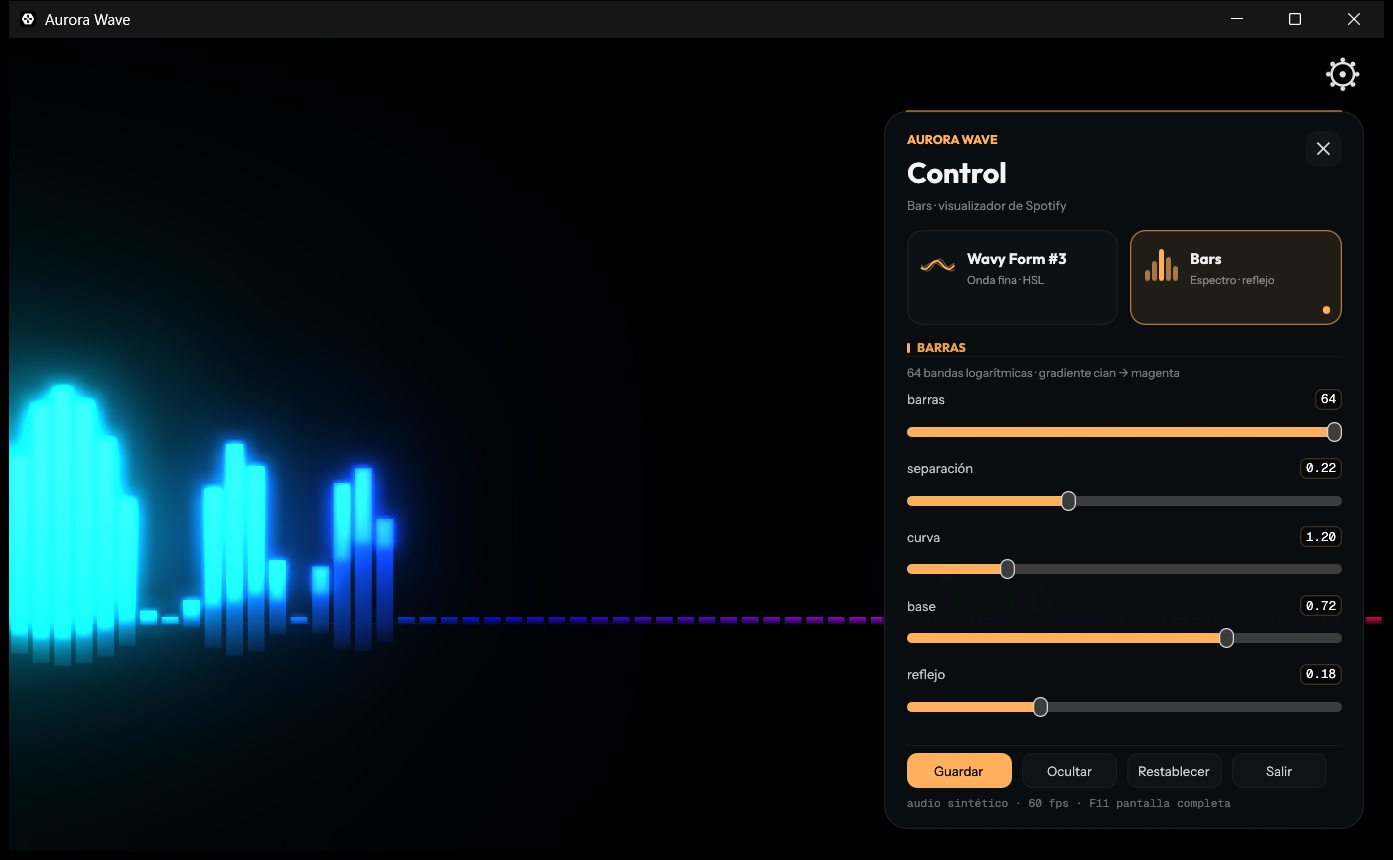 Aurora Wave
AURORA WAVE
Control
Bars · visualizador de Spotify
Wavy Form #3
Onda fina · HSL
Bars
Espectro · reflejo
BARRAS
64 bandas logarítmicas · gradiente cian → magenta
barras 64
separación 0.22
curva 1.20
base 0.72
reflejo 0.18
Guardar Ocultar Restablecer Salir
audio sintético · 60 fps · F11 pantalla completa